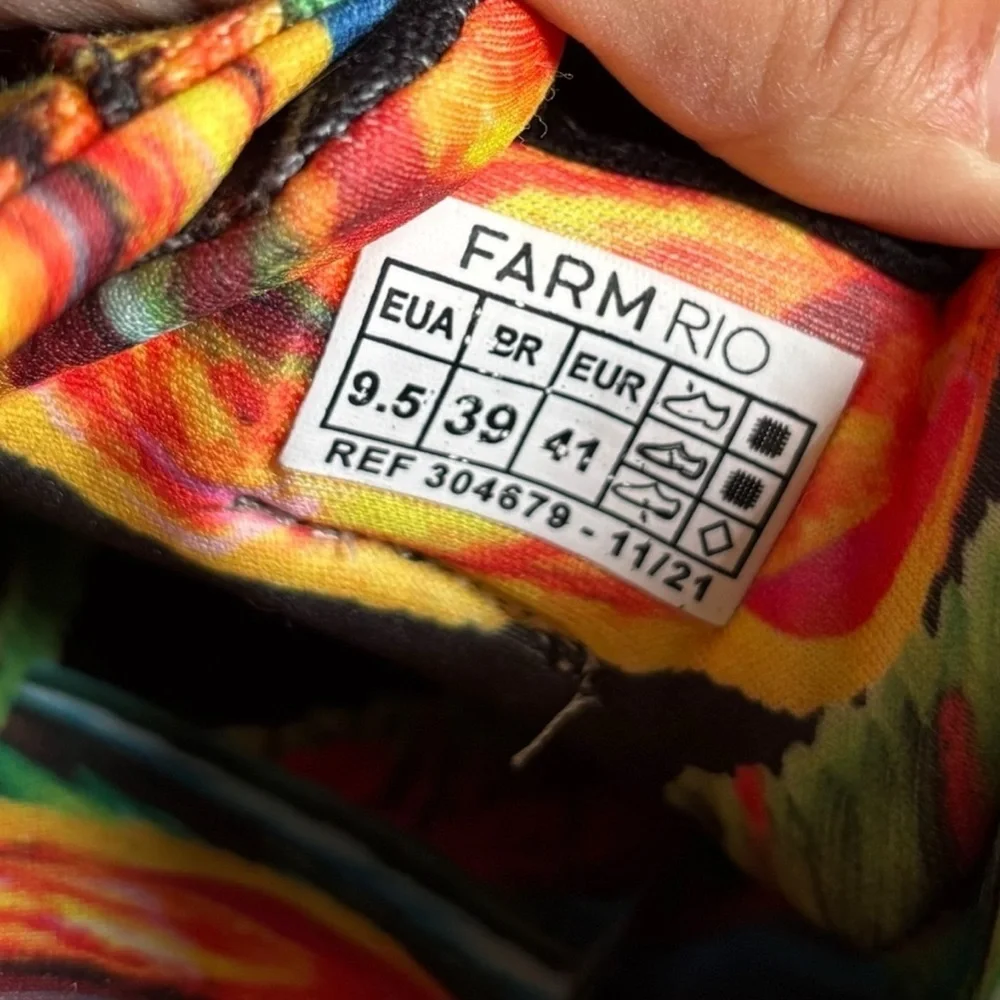 FARM RIO
EUA BR EUR
9.5 39 41
REF 304679 - 11/21